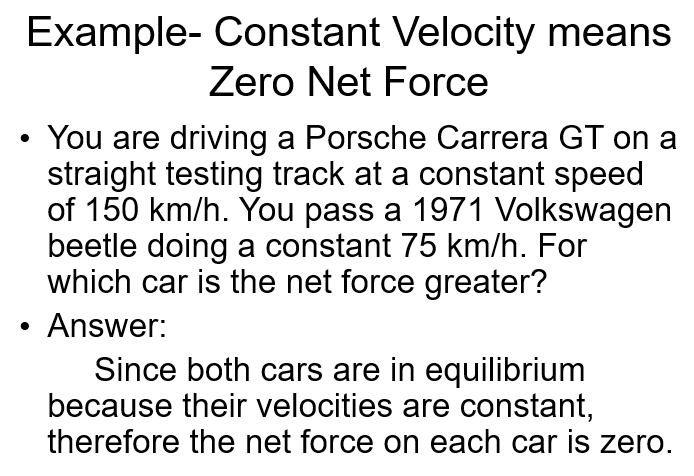 Example- Constant Velocity means
Zero Net Force
• You are driving a Porsche Carrera GT on a
straight testing track at a constant speed
of 150 km/h. You pass a 1971 Volkswagen
beetle doing a constant 75 km/h. For
which car is the net force greater?
• Answer:
Since both cars are in equilibrium
because their velocities are constant,
therefore the net force on each car is zero.